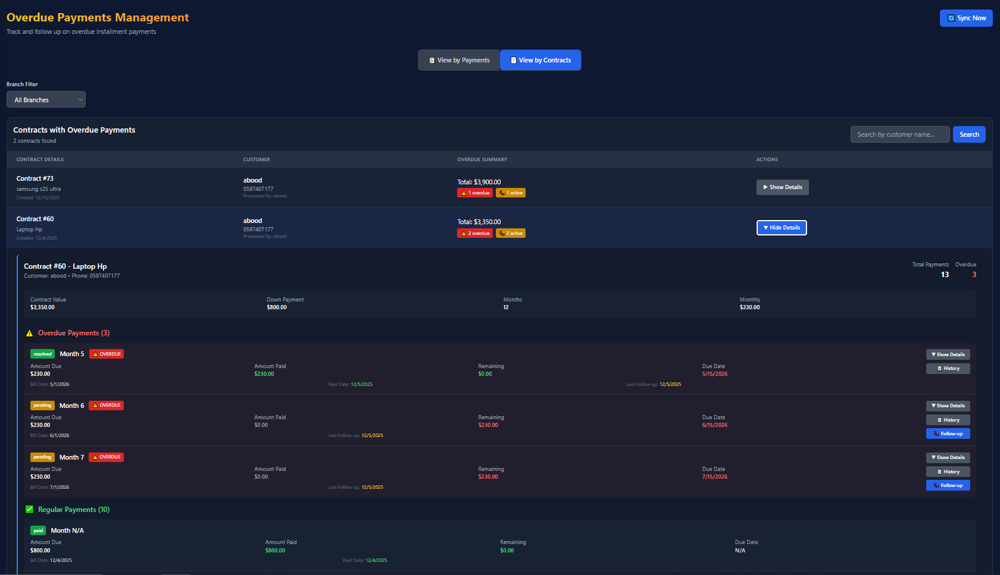 Overdue Payments Management
Track and follow up on overdue installment payments
Sync Now
View by Payments
View by Contracts
Branch Filter
All Branches
Contracts with Overdue Payments
2 contracts found
Search by customer name...
Search
CONTRACT DETAILS CUSTOMER OVERDUE SUMMARY ACTIONS
Contract #73
samsung s25 ultra
Created: 12/16/2025
abood
0597407177
Processed by: abood
Total: $3,900.00
1 overdue 1 active
Show Details
Contract #60
Laptop Hp
Created: 12/4/2025
abood
0597407177
Processed by: abood
Total: $3,350.00
2 overdue 2 active
Hide Details
Contract #60 - Laptop Hp
Customer: abood • Phone: 0597407177
Total Payments Overdue
13 3
Contract Value Down Payment Months Monthly
$3,350.00 $800.00 12 $230.00
Overdue Payments (3)
resolved Month 5 OVERDUE
Amount Due Amount Paid Remaining Due Date
$230.00 $230.00 $0.00 5/15/2026
Bill Date: 5/1/2026 Paid Date: 12/5/2025 Last Follow-up: 12/5/2025
Show Details
History
pending Month 6 OVERDUE
Amount Due Amount Paid Remaining Due Date
$230.00 $0.00 $230.00 6/15/2026
Bill Date: 6/1/2026 Last Follow-up: 12/5/2025
Show Details
History
Follow-up
pending Month 7 OVERDUE
Amount Due Amount Paid Remaining Due Date
$230.00 $0.00 $230.00 7/15/2026
Bill Date: 7/1/2026 Last Follow-up: 12/5/2025
Show Details
History
Follow-up
Regular Payments (10)
paid Month N/A
Amount Due Amount Paid Remaining Due Date
$800.00 $800.00 $0.00 N/A
Bill Date: 12/4/2025 Paid Date: 12/4/2025